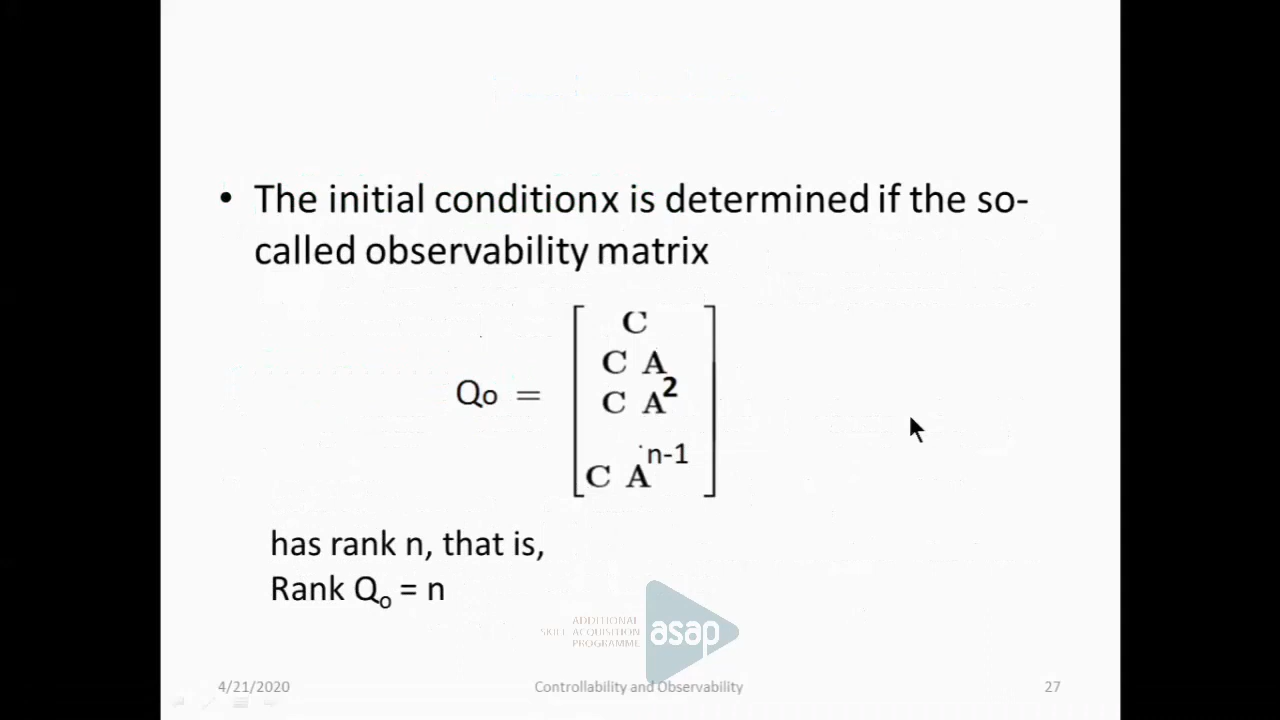 • The initial conditionx is determined if the so-
called observability matrix
C
C A
C A²
Qo =
n-1
C A
has rank n, that is,
Rank Qₒ = n
ADDITIONAL
SKILL ACQUISITION
PROGRAMME
asap
4/21/2020 Controllability and Observability 27